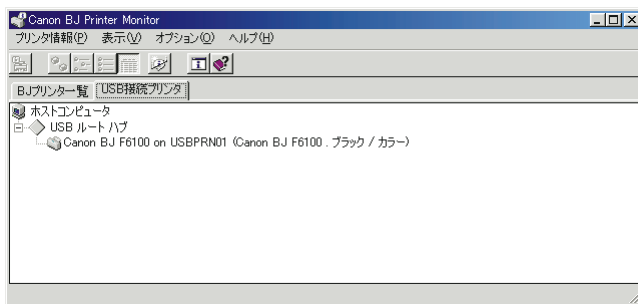 Canon BJ Printer Monitor
プリンタ情報(P) 表示(V) オプション(O) ヘルプ(H)
BJプリンタ一覧 USB接続プリンタ
ホストコンピュータ
USB ルート ハブ
Canon BJ F6100 on USBPRN01 (Canon BJ F6100 . ブラック / カラー)